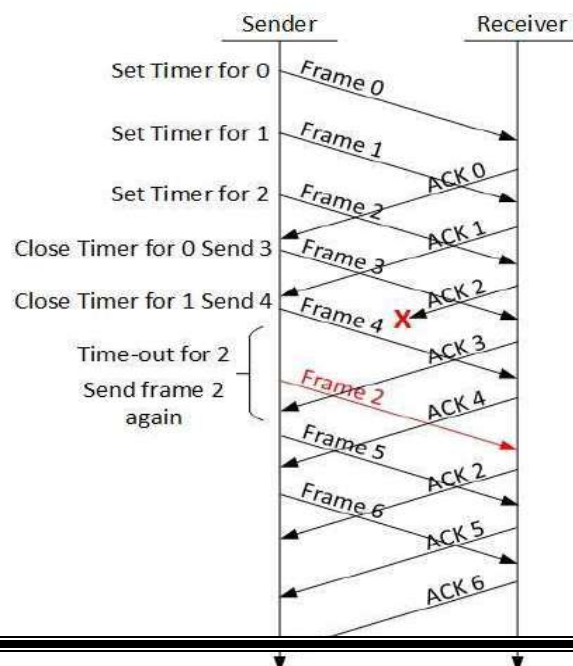 Sender
Receiver
Set Timer for 0
Frame 0
Set Timer for 1
Frame 1
ACK 0
Set Timer for 2
Frame 2
ACK 1
Close Timer for 0 Send 3
Frame 3
ACK 2
Close Timer for 1 Send 4
Frame 4
X
ACK 3
Time-out for 2
Send frame 2
again
Frame 2
ACK 4
Frame 5
ACK 2
Frame 6
ACK 5
ACK 6